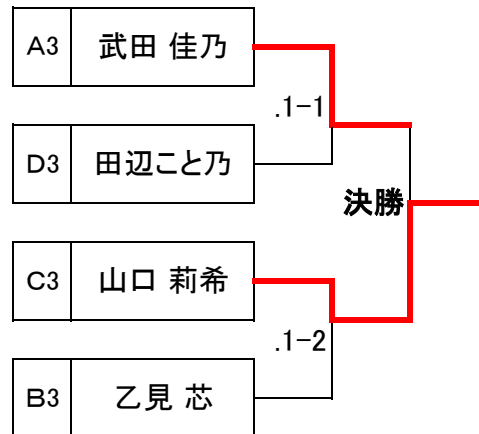 A3 武田 佳乃
.1-1
D3 田辺こと乃
決勝
C3 山口 莉希
.1-2
B3 乙見 芯